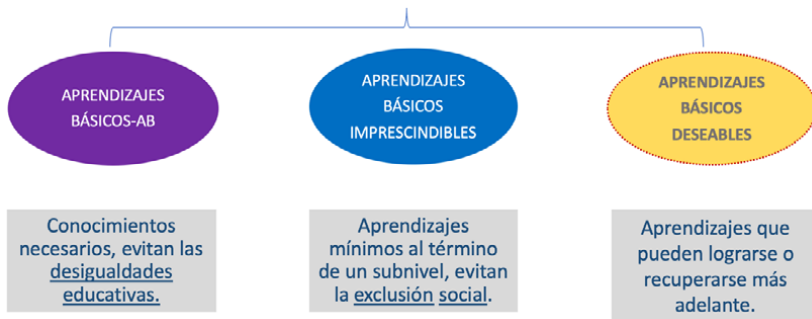 APRENDIZAJES
BÁSICOS-AB
APRENDIZAJES
BÁSICOS
IMPRESCINDIBLES
APRENDIZAJES
BÁSICOS
DESEABLES
Conocimientos
necesarios, evitan las
desigualdades
educativas.
Aprendizajes
mínimos al término
de un subnivel, evitan
la exclusión social.
Aprendizajes que
pueden lograrse o
recuperarse más
adelante.